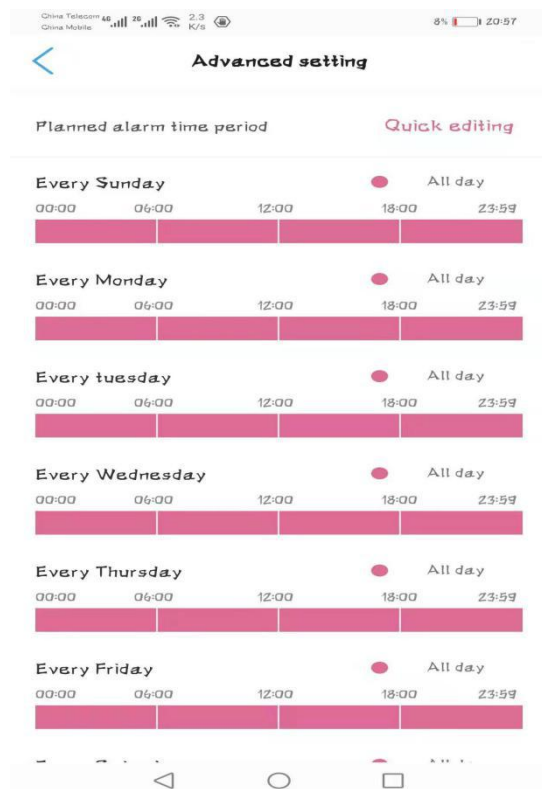 China Telecom 4G 2G 2.3 8% 20:57
China Mobile K/s
Advanced setting
Planned alarm time period Quick editing
Every Sunday All day
00:00 06:00 12:00 18:00 23:59
Every Monday All day
00:00 06:00 12:00 18:00 23:59
Every tuesday All day
00:00 06:00 12:00 18:00 23:59
Every Wednesday All day
00:00 06:00 12:00 18:00 23:59
Every Thursday All day
00:00 06:00 12:00 18:00 23:59
Every Friday All day
00:00 06:00 12:00 18:00 23:59